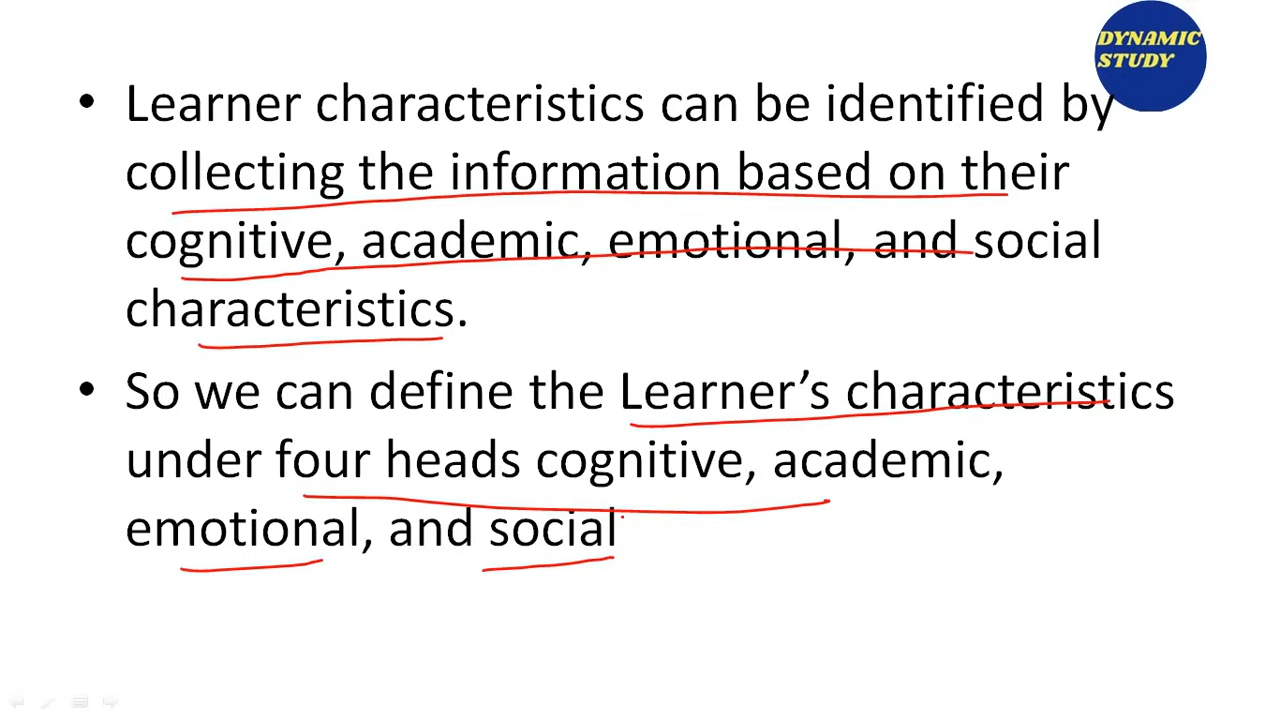 DYNAMIC
STUDY
• Learner characteristics can be identified by
collecting the information based on their
cognitive, academic, emotional, and social
characteristics.
• So we can define the Learner’s characteristics
under four heads cognitive, academic,
emotional, and social